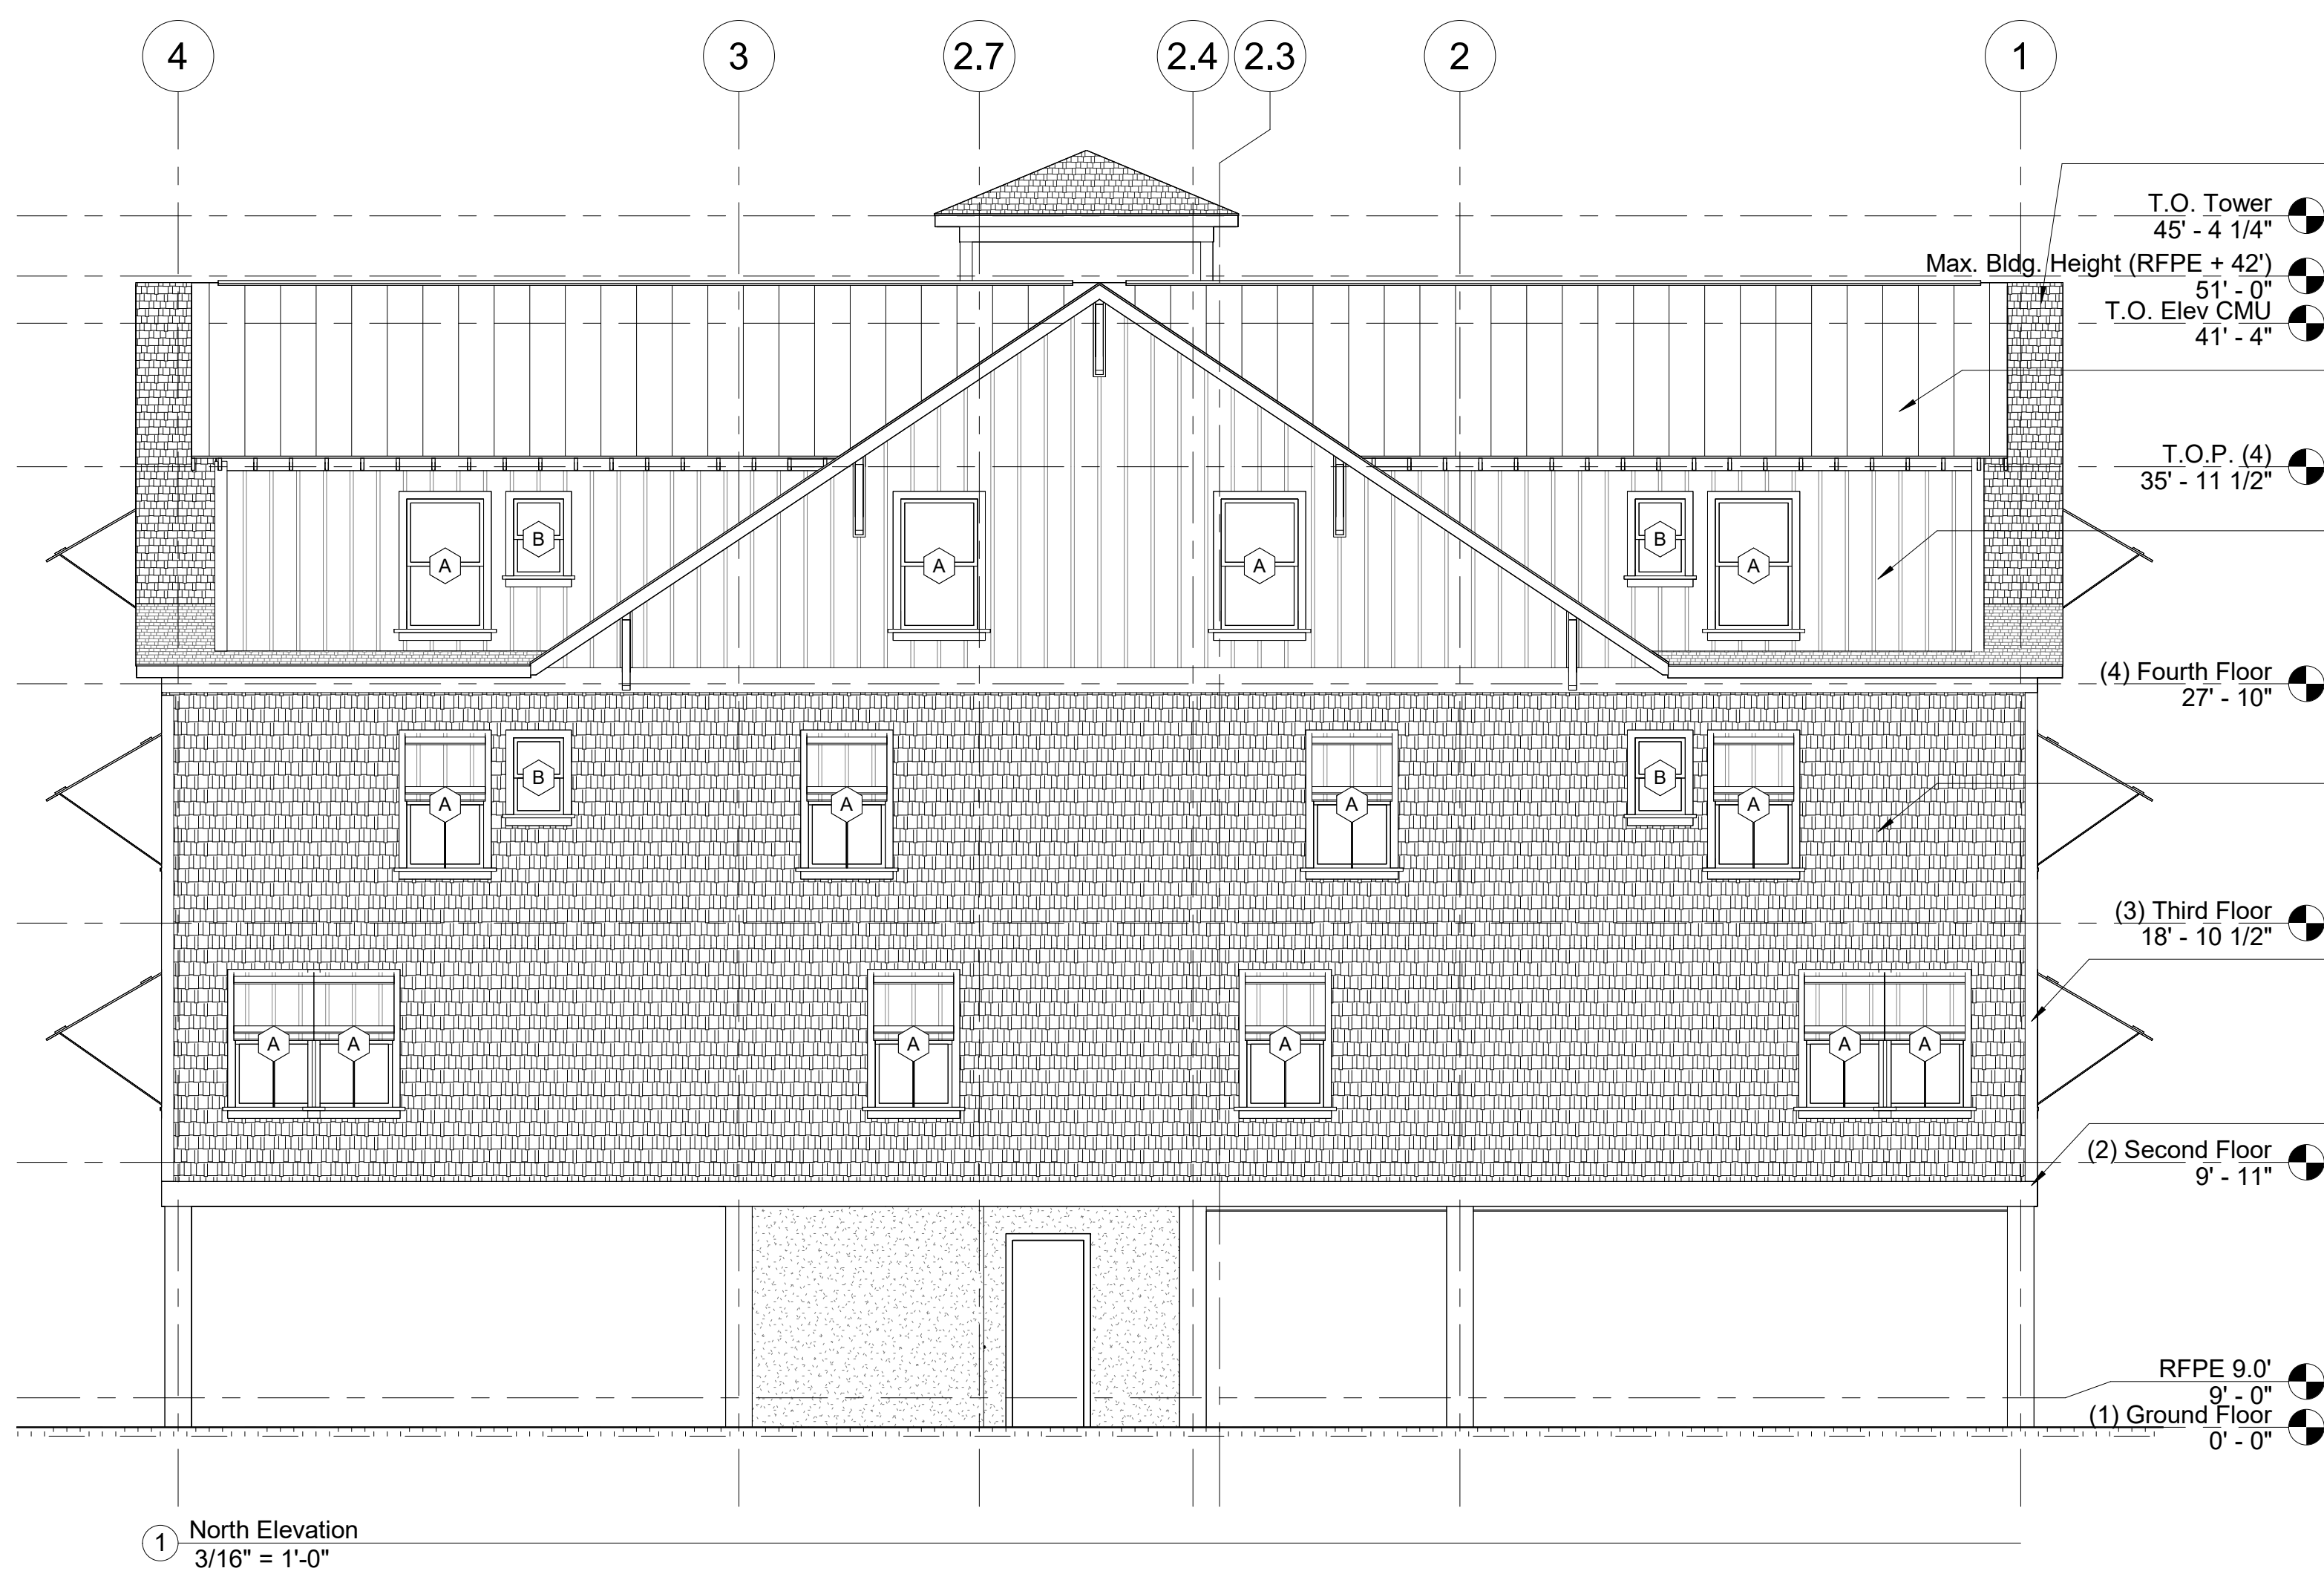 4
3
2.7
2.4
2.3
2
1
T.O. Tower
45' - 4 1/4"
Max. Bldg. Height (RFPE + 42')
51' - 0"
T.O. Elev CMU
41' - 4"
T.O.P. (4)
35' - 11 1/2"
B
B
A
A
A
A
(4) Fourth Floor
27' - 10"
B
B
A
A
A
A
(3) Third Floor
18' - 10 1/2"
A
A
A
A
A
A
(2) Second Floor
9' - 11"
RFPE 9.0'
9' - 0"
(1) Ground Floor
0' - 0"
1
North Elevation
3/16" = 1'-0"